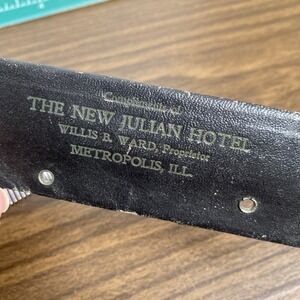 Compliments of
THE NEW JULIAN HOTEL
WILLIS B. WARD, Proprietor
METROPOLIS, ILL.